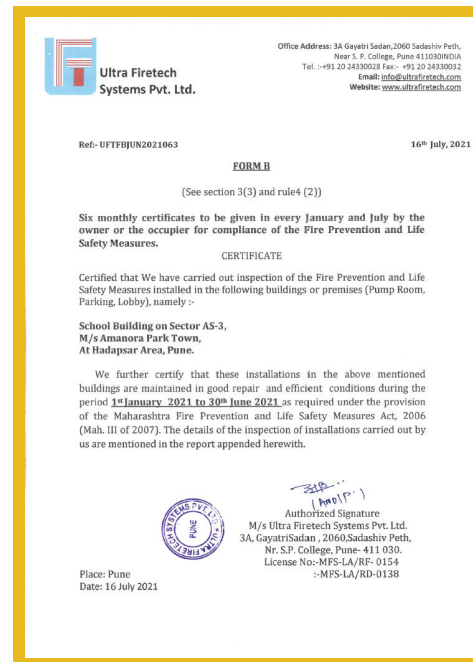 Ultra Firetech
Systems Pvt. Ltd.
Office Address: 3A Gayatri Sadan,2060 Sadashiv Peth,
Near S. P. College, Pune 411030INDIA
Tel. :-+91 20 24330028 Fax:- +91 20 24330032
Email: info@ultrafiretech.com
Website: www.ultrafiretech.com
Ref:- UFTFBJUN2021063
16th July, 2021
FORM B
(See section 3(3) and rule4 (2))
Six monthly certificates to be given in every January and July by the
owner or the occupier for compliance of the Fire Prevention and Life
Safety Measures.
CERTIFICATE
Certified that We have carried out inspection of the Fire Prevention and Life
Safety Measures installed in the following buildings or premises (Pump Room,
Parking, Lobby), namely :-
School Building on Sector AS-3,
M/s Amanora Park Town,
At Hadapsar Area, Pune.
We further certify that these installations in the above mentioned
buildings are maintained in good repair and efficient conditions during the
period 1st January 2021 to 30th June 2021 as required under the provision
of the Maharashtra Fire Prevention and Life Safety Measures Act, 2006
(Mah. III of 2007). The details of the inspection of installations carried out by
us are mentioned in the report appended herewith.
ULTRA FIRETECH SYSTEMS PVT. LTD.
PUNE
Authorized Signature
M/s Ultra Firetech Systems Pvt. Ltd.
3A, GayatriSadan , 2060,Sadashiv Peth,
Nr. S.P. College, Pune- 411 030.
License No:-MFS-LA/RF- 0154
:-MFS-LA/RD-0138
Place: Pune
Date: 16 July 2021